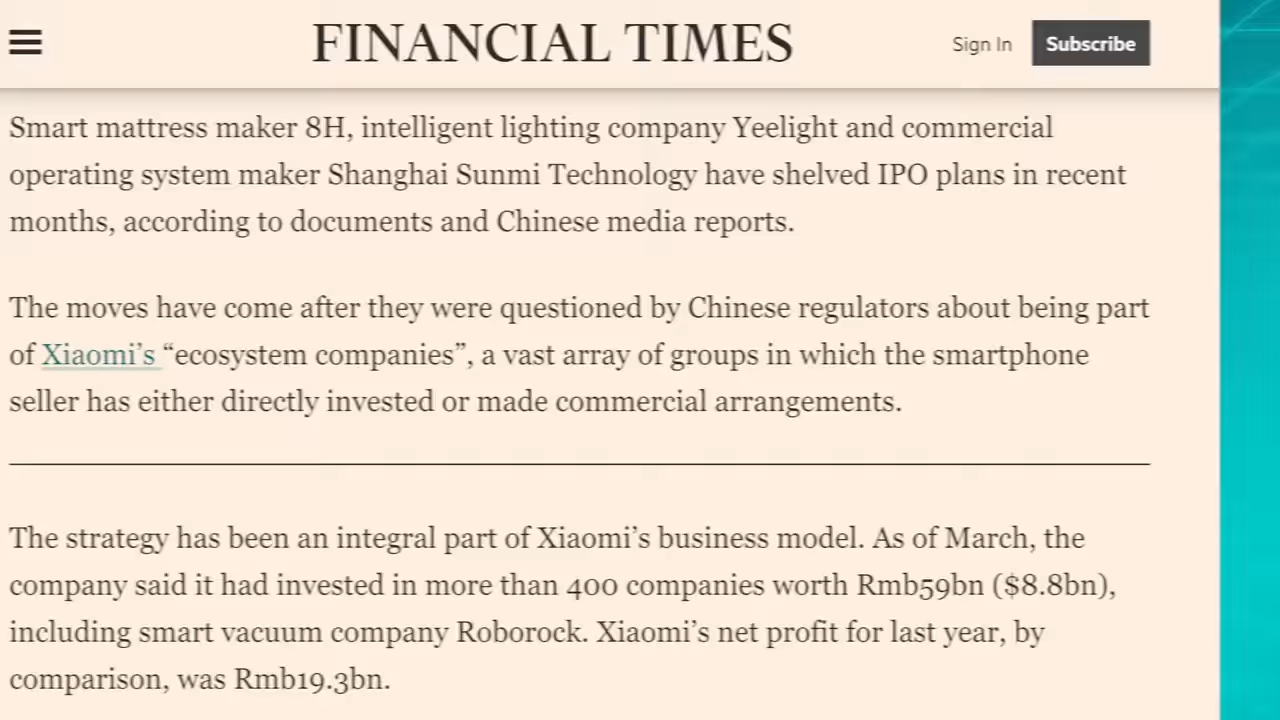 FINANCIAL TIMES
Sign In
Subscribe
Smart mattress maker 8H, intelligent lighting company Yeelight and commercial
operating system maker Shanghai Sunmi Technology have shelved IPO plans in recent
months, according to documents and Chinese media reports.
The moves have come after they were questioned by Chinese regulators about being part
of Xiaomi’s “ecosystem companies”, a vast array of groups in which the smartphone
seller has either directly invested or made commercial arrangements.
The strategy has been an integral part of Xiaomi’s business model. As of March, the
company said it had invested in more than 400 companies worth Rmb59bn ($8.8bn),
including smart vacuum company Roborock. Xiaomi’s net profit for last year, by
comparison, was Rmb19.3bn.